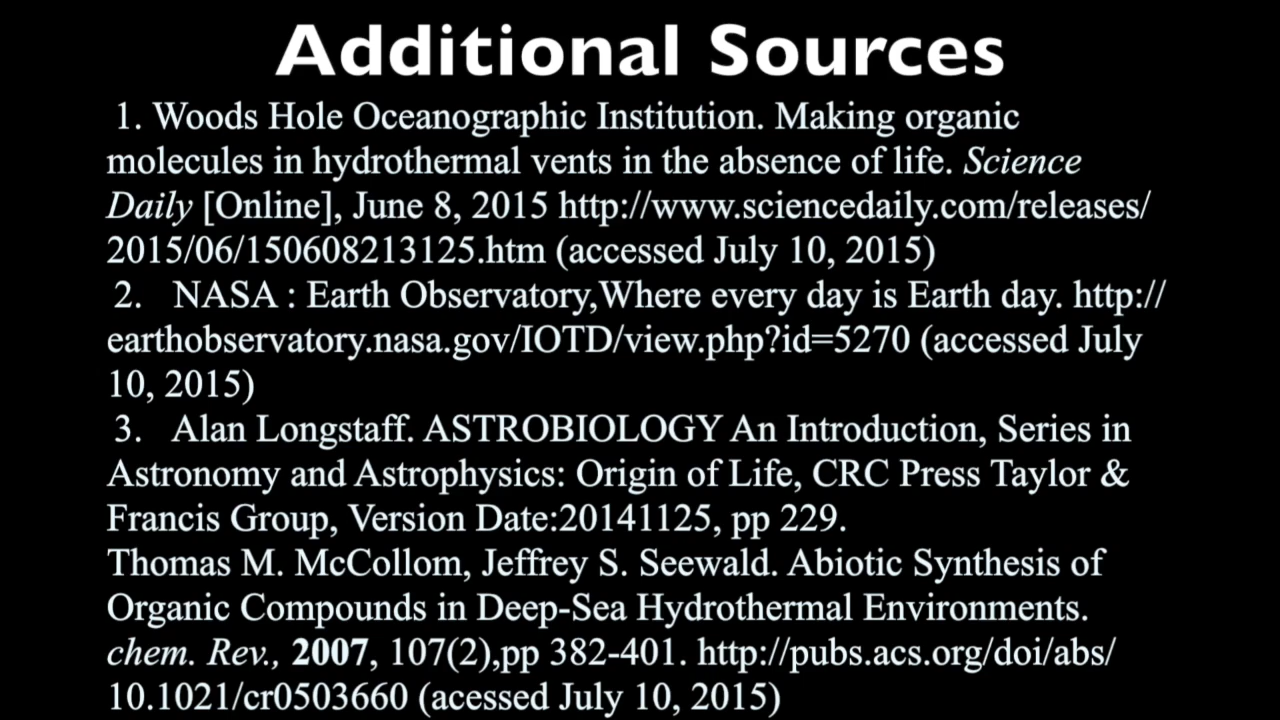 Additional Sources
1. Woods Hole Oceanographic Institution. Making organic
molecules in hydrothermal vents in the absence of life. Science
Daily [Online], June 8, 2015 http://www.sciencedaily.com/releases/
2015/06/150608213125.htm (accessed July 10, 2015)
2. NASA : Earth Observatory,Where every day is Earth day. http://
earthobservatory.nasa.gov/IOTD/view.php?id=5270 (accessed July
10, 2015)
3. Alan Longstaff. ASTROBIOLOGY An Introduction, Series in
Astronomy and Astrophysics: Origin of Life, CRC Press Taylor &
Francis Group, Version Date:20141125, pp 229.
Thomas M. McCollom, Jeffrey S. Seewald. Abiotic Synthesis of
Organic Compounds in Deep-Sea Hydrothermal Environments.
chem. Rev., 2007, 107(2),pp 382-401. http://pubs.acs.org/doi/abs/
10.1021/cr0503660 (acessed July 10, 2015)